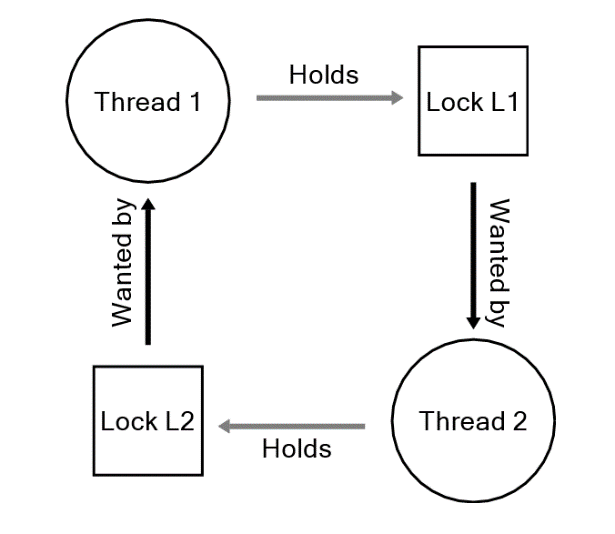 Holds
Thread 1
Lock L1
Wanted by
Wanted by
Lock L2
Thread 2
Holds